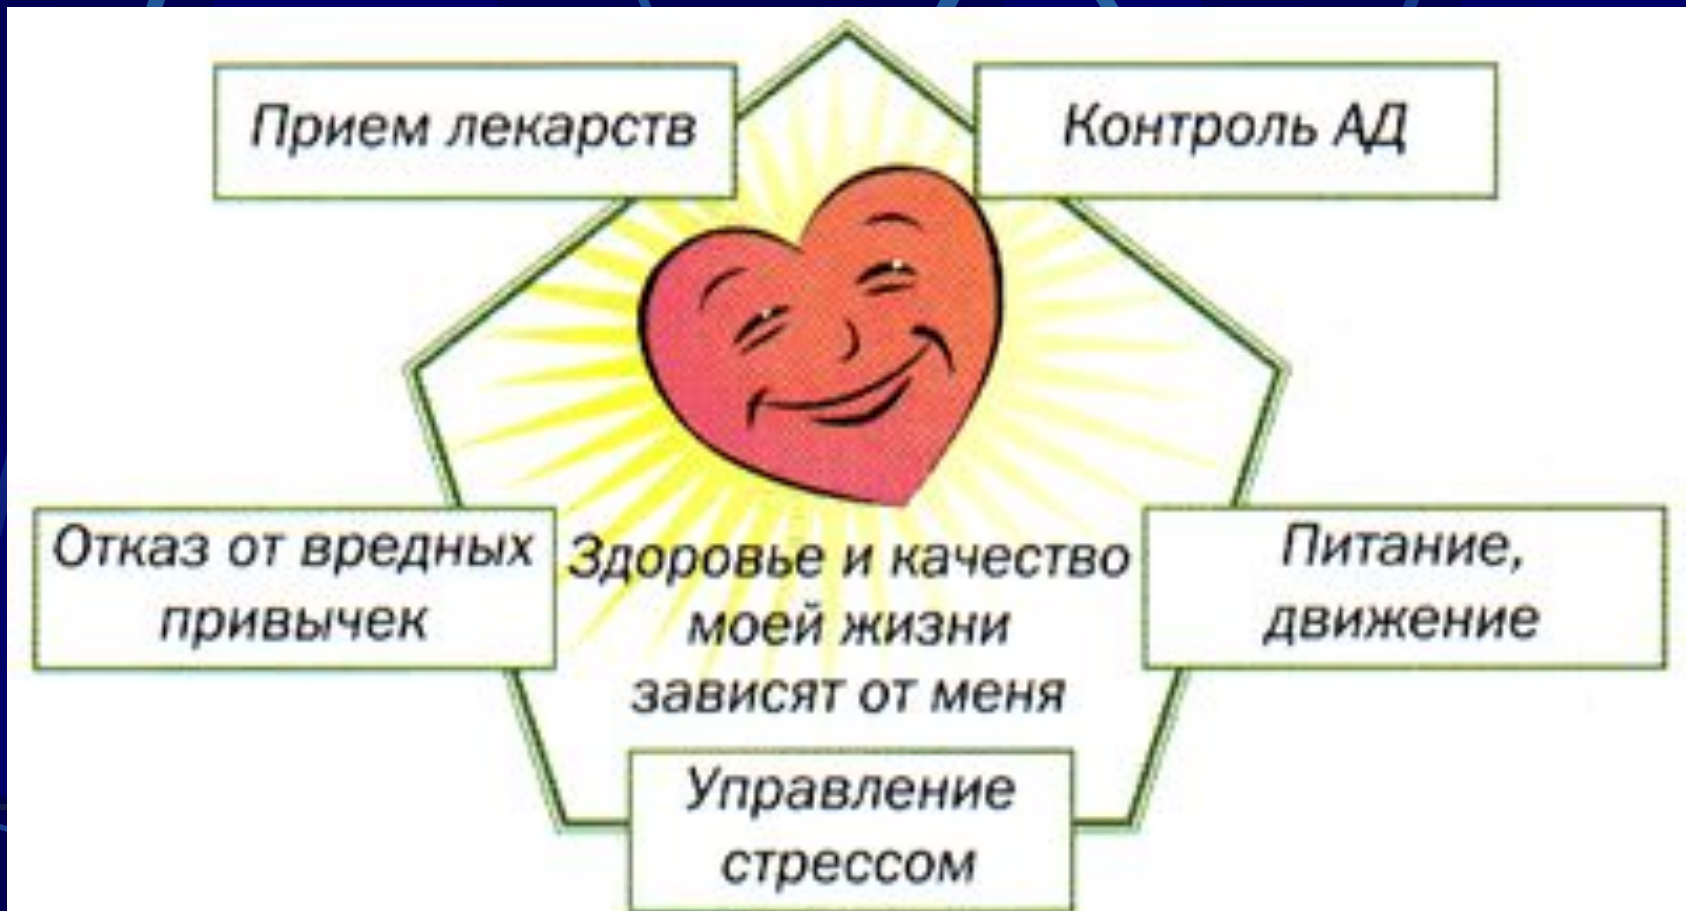 Прием лекарств
Контроль АД
Отказ от вредных
привычек
Здоровье и качество
моей жизни
зависят от меня
Питание,
движение
Управление
стрессом